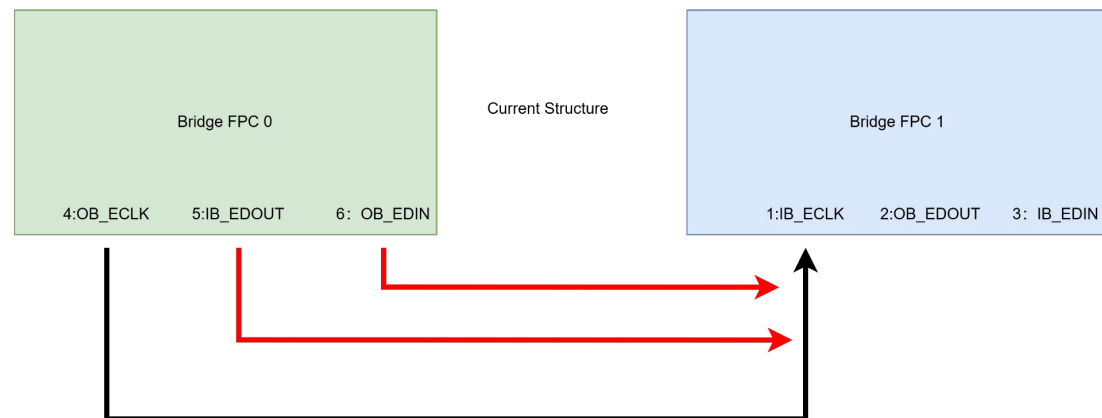 Current Structure
Bridge FPC 0
Bridge FPC 1
4:OB_ECLK 5:IB_EDOUT 6: OB_EDIN
1:IB_ECLK 2:OB_EDOUT 3: IB_EDIN